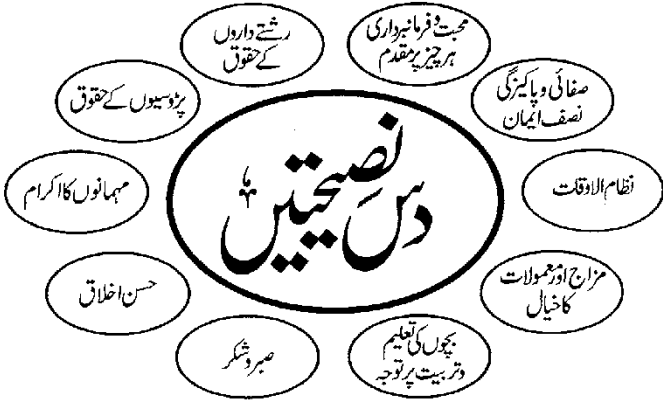 محبت و فرمانبرداری
ہر چیز پر مقدم
صفائی و پاکیزگی
نصف ایمان
نظام الاوقات
مزاج اور معمولات
کا خیال
بچوں کی تعلیم
و تربیت پر توجہ
صبر و شکر
حسن اخلاق
مہمانوں کا اکرام
پڑوسیوں کے حقوق
رشتے داروں
کے حقوق
دس نصیحتیں